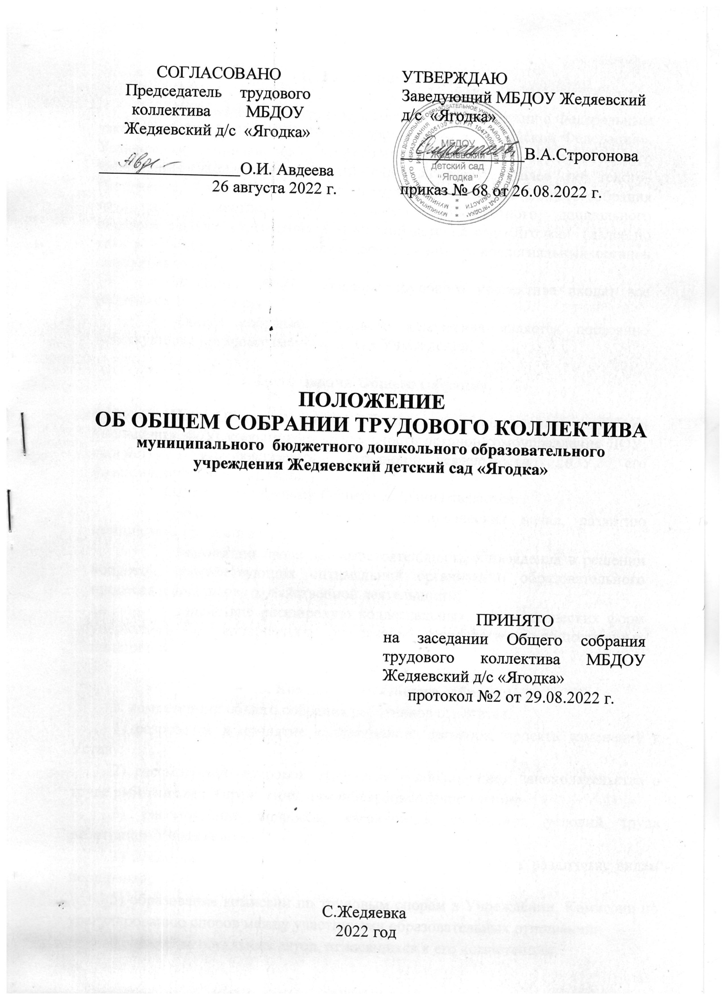 СОГЛАСОВАНО
Председатель трудового
коллектива МБДОУ
Жедяевский д/с «Ягодка»
О.И. Авдеева
26 августа 2022 г.
УТВЕРЖДАЮ
Заведующий МБДОУ Жедяевский
д/с «Ягодка»
В.А.Строгонова
приказ № 68 от 26.08.2022 г.
МБДОУ
Жедяевский
детский сад
“Ягодка”
ПОЛОЖЕНИЕ
ОБ ОБЩЕМ СОБРАНИИ ТРУДОВОГО КОЛЛЕКТИВА
муниципального бюджетного дошкольного образовательного
учреждения Жедяевский детский сад «Ягодка»
ПРИНЯТО
на заседании Общего собрания
трудового коллектива МБДОУ
Жедяевский д/с «Ягодка»
протокол №2 от 29.08.2022 г.
С.Жедяевка
2022 год